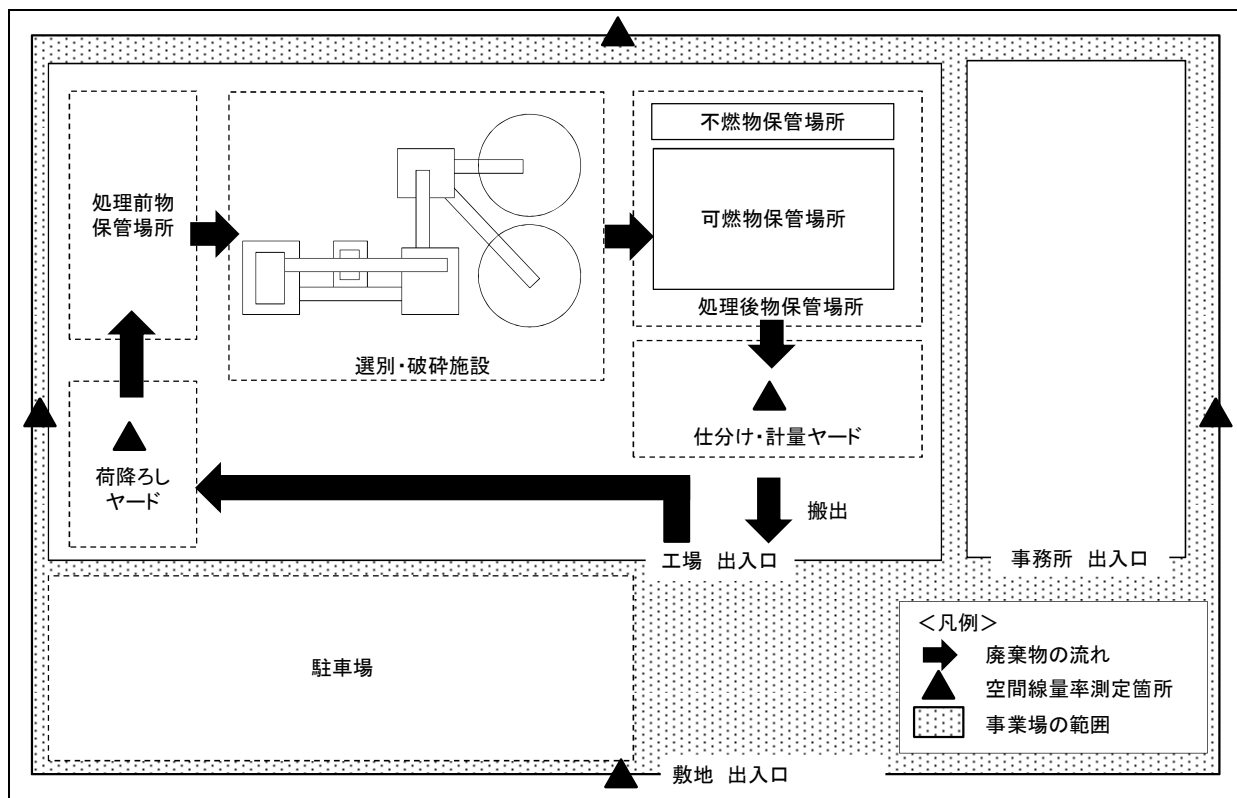 不燃物保管場所
処理前物
保管場所
可燃物保管場所
処理後物保管場所
選別・破砕施設
仕分け・計量ヤード
荷降ろし
ヤード
搬出
工場 出入口
事務所 出入口
駐車場
＜凡例＞
廃棄物の流れ
空間線量率測定箇所
事業場の範囲
敷地 出入口